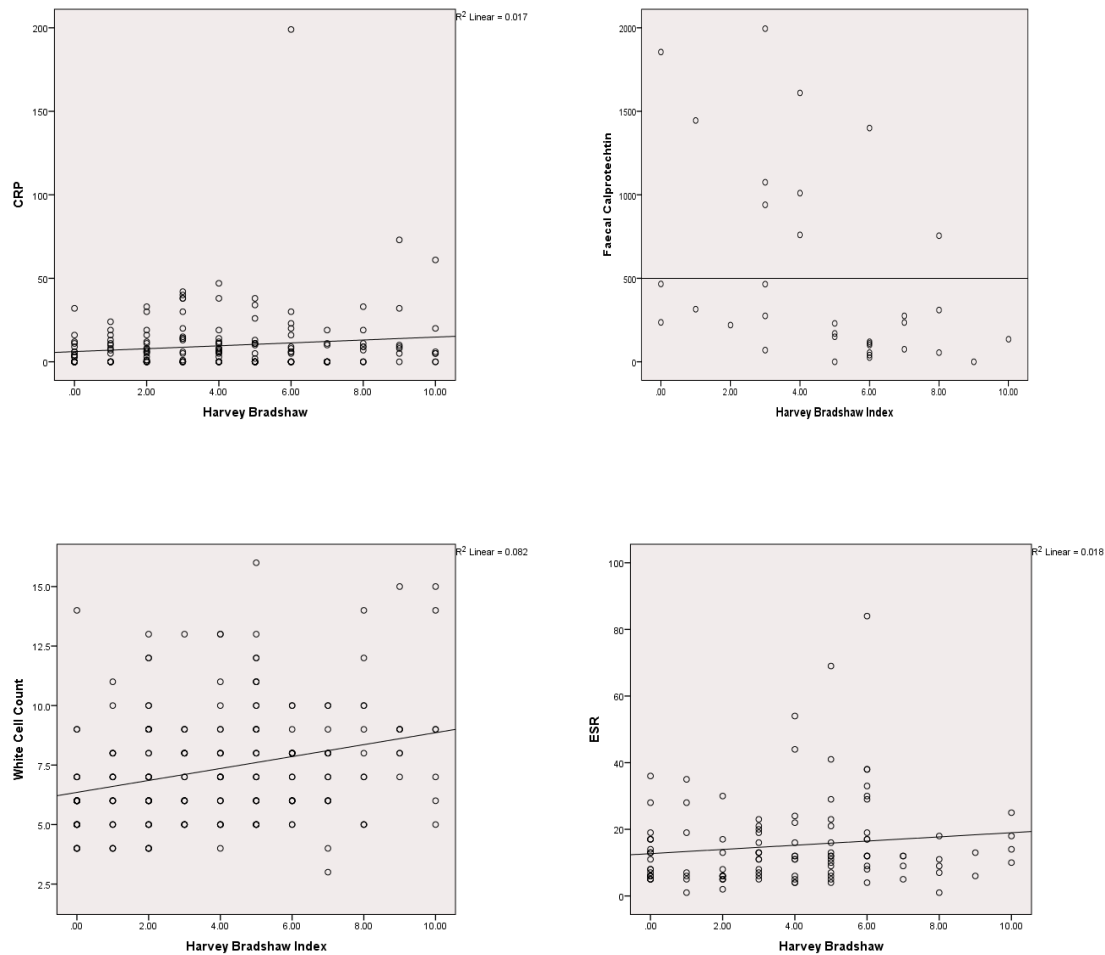 R² Linear = 0.017
200
150
100
50
0
CRP
.00 2.00 4.00 6.00 8.00 10.00
Harvey Bradshaw
2000
1500
1000
500
0
Faecal Calprotechtin
.00 2.00 4.00 6.00 8.00 10.00
Harvey Bradshaw Index
R² Linear = 0.082
15.0
12.5
10.0
7.5
5.0
2.5
White Cell Count
.00 2.00 4.00 6.00 8.00 10.00
Harvey Bradshaw Index
R² Linear = 0.018
100
80
60
40
20
0
ESR
.00 2.00 4.00 6.00 8.00 10.00
Harvey Bradshaw